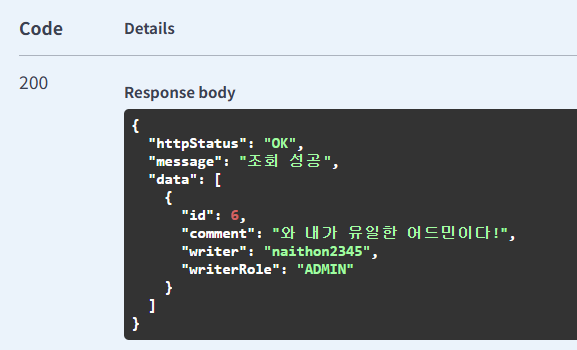 Code Details
200
Response body
{
"httpStatus": "OK",
"message": "조회 성공",
"data": [
{
"id": 6,
"comment": "와 내가 유일한 어드민이다!",
"writer": "naithon2345",
"writerRole": "ADMIN"
}
]
}